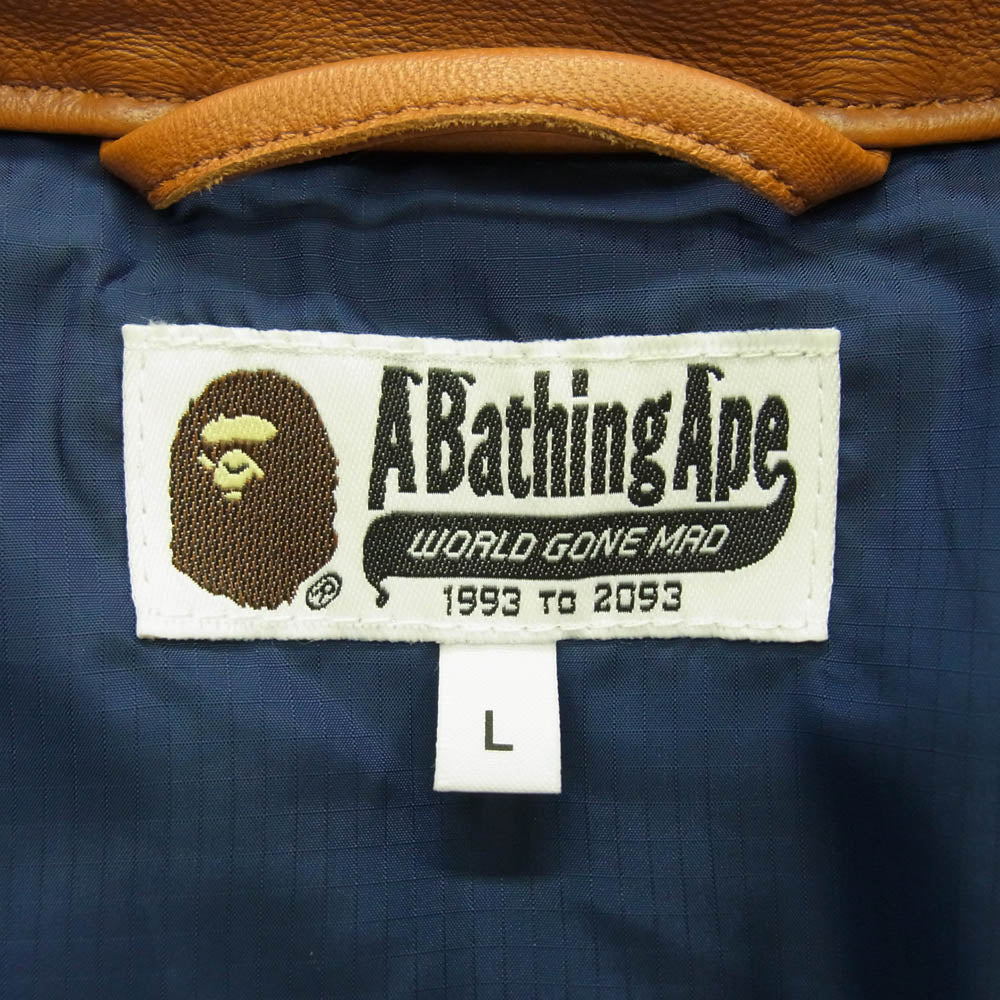 A Bathing Ape
WORLD GONE MAD
®
1993 TO 2093
L